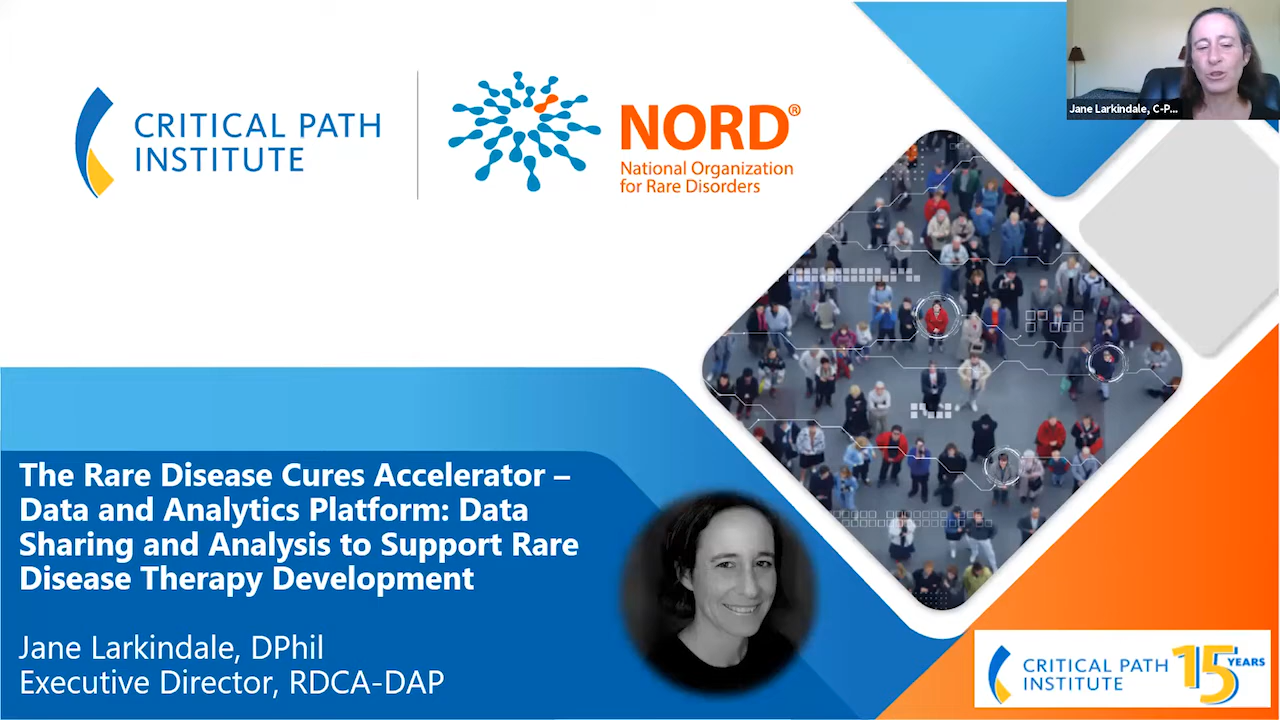 CRITICAL PATH
INSTITUTE
NORD®
National Organization
for Rare Disorders
Jane Larkindale, C-P...
The Rare Disease Cures Accelerator –
Data and Analytics Platform: Data
Sharing and Analysis to Support Rare
Disease Therapy Development
Jane Larkindale, DPhil
Executive Director, RDCA-DAP
CRITICAL PATH
INSTITUTE
15 YEARS